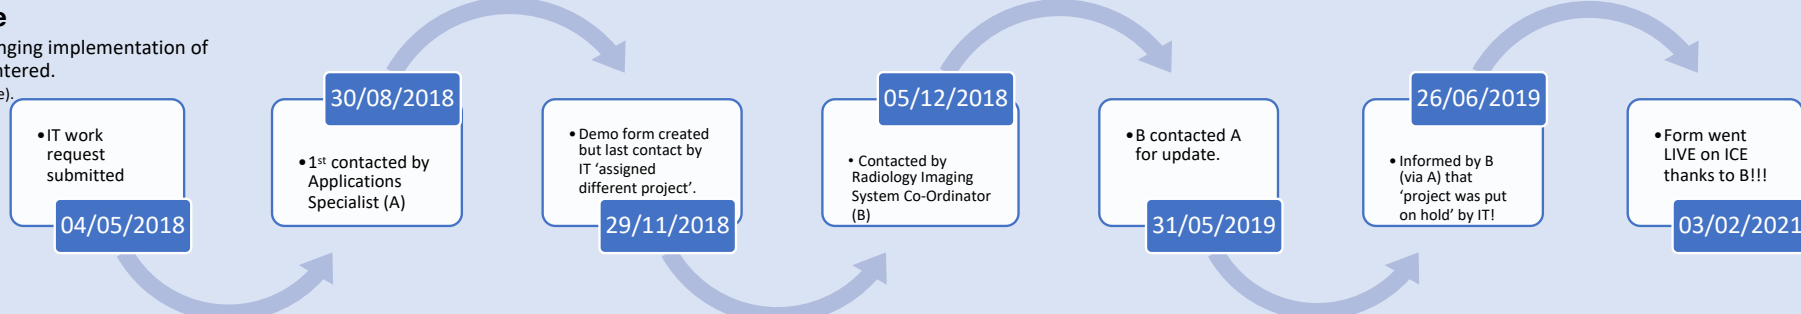 e
nging implementation of
ntered.
e).
•IT work
request
submitted
04/05/2018
30/08/2018
•1st contacted by
Applications
Specialist (A)
•Demo form created
but last contact by
IT ‘assigned
different project’.
29/11/2018
05/12/2018
• Contacted by
Radiology Imaging
System Co-Ordinator
(B)
•B contacted A
for update.
31/05/2019
26/06/2019
•Informed by B
(via A) that
‘project was put
on hold’ by IT!
•Form went
LIVE on ICE
thanks to B!!!
03/02/2021